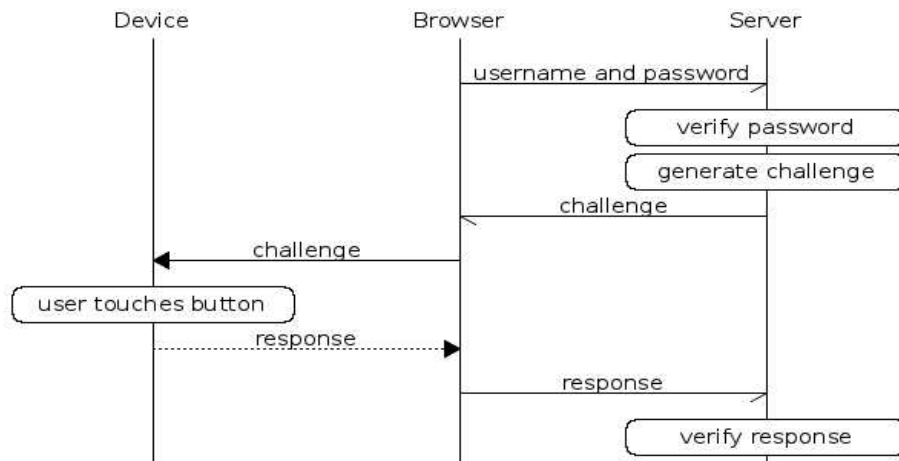 Device
Browser
Server
username and password
verify password
generate challenge
challenge
challenge
user touches button
response
response
verify response